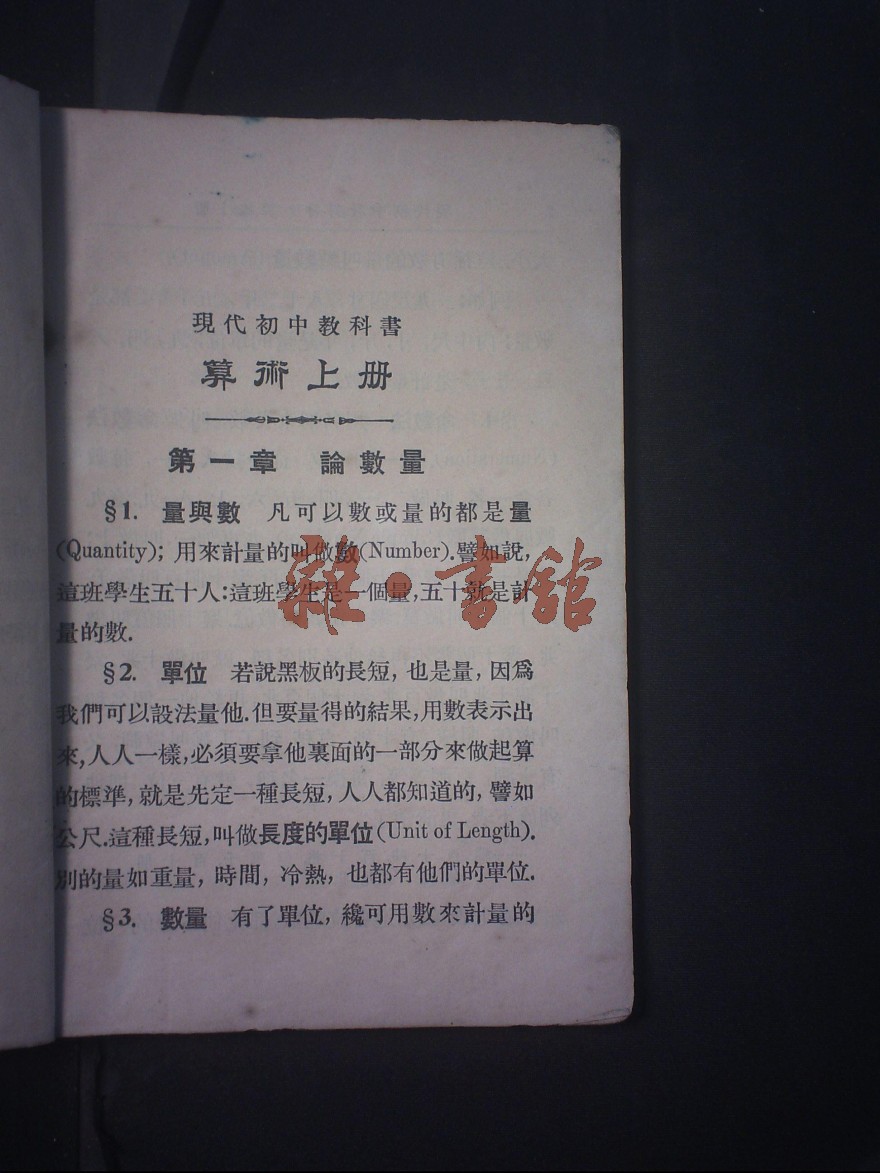 現代初中教科書
算術上册
第一章 論數量
§1. 量與數 凡可以數或量的都是量
(Quantity); 用來計量的叫做數(Number).譬如說,
這班學生五十人:這班學生是一個量,五十就是計
量的數.
§2. 單位 若說黑板的長短, 也是量, 因爲
我們可以設法量他.但要量得的結果,用數表示出
來,人人一樣,必須要拿他裏面的一部分來做起算
的標準, 就是先定一種長短, 人人都知道的, 譬如
公尺.這種長短,叫做長度的單位(Unit of Length).
別的量如重量, 時間, 冷熱, 也都有他們的單位.
§3. 數量 有了單位, 纔可用數來計量的
雜·書館